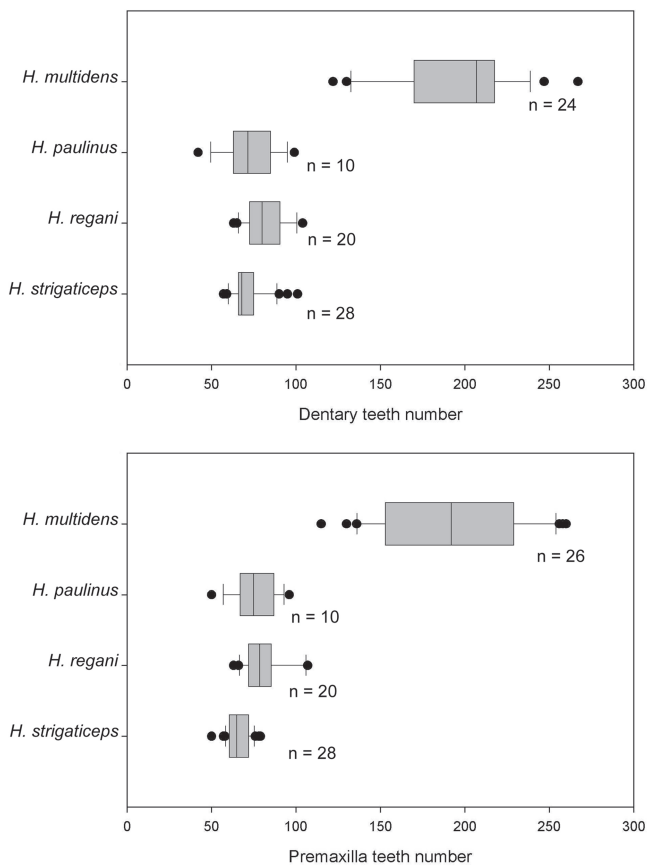 H. multidens
n = 24
H. paulinus
n = 10
H. regani
n = 20
H. strigaticeps
n = 28
0 50 100 150 200 250 300
Dentary teeth number
H. multidens
n = 26
H. paulinus
n = 10
H. regani
n = 20
H. strigaticeps
n = 28
0 50 100 150 200 250 300
Premaxilla teeth number